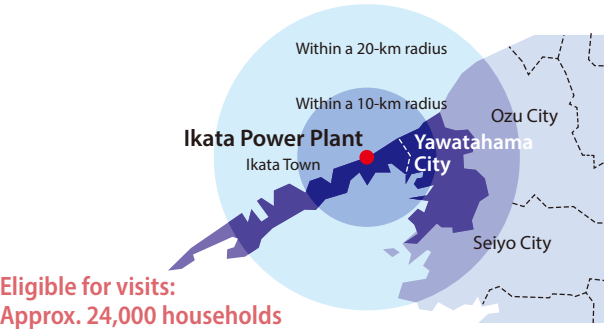 Within a 20-km radius
Within a 10-km radius
Ozu City
Ikata Power Plant
Yawatahama
City
Ikata Town
Seiyo City
Eligible for visits:
Approx. 24,000 households